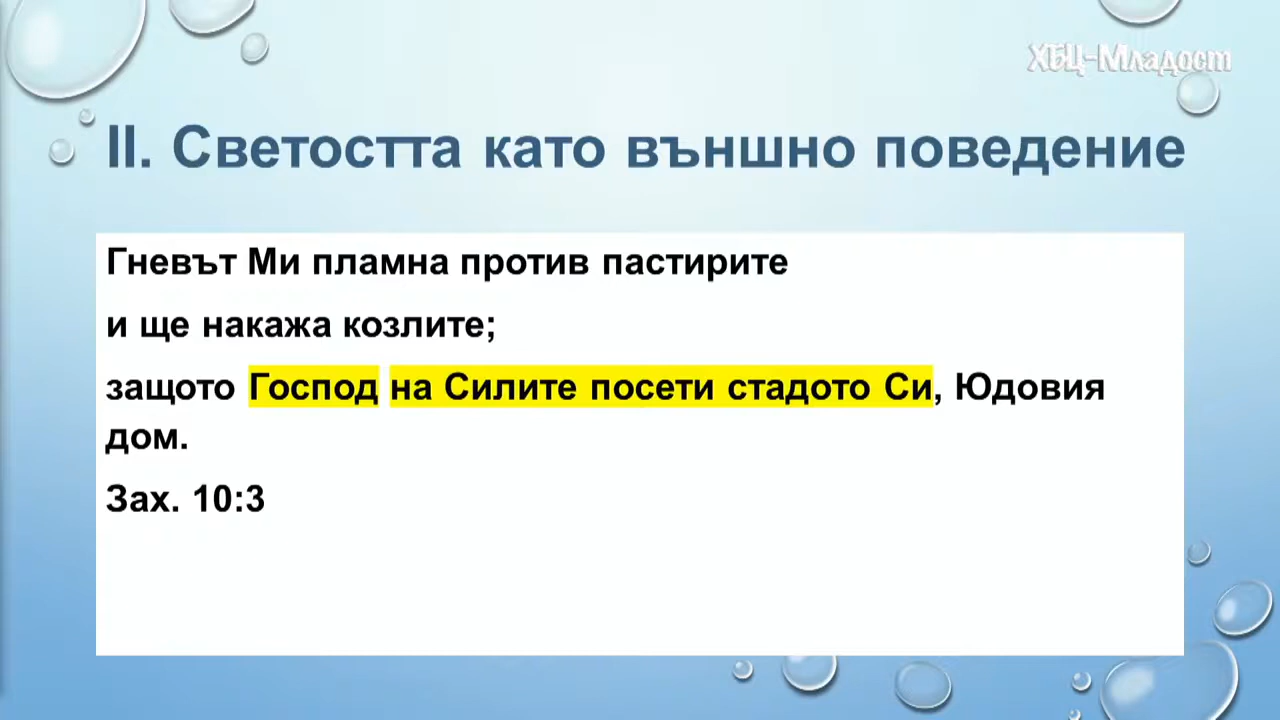 ХБЦ-Младост
II. Светостта като външно поведение
Гневът Ми пламна против пастирите
и ще накажа козлите;
защото Господ на Силите посети стадото Си, Юдовия
дом.
Зах. 10:3